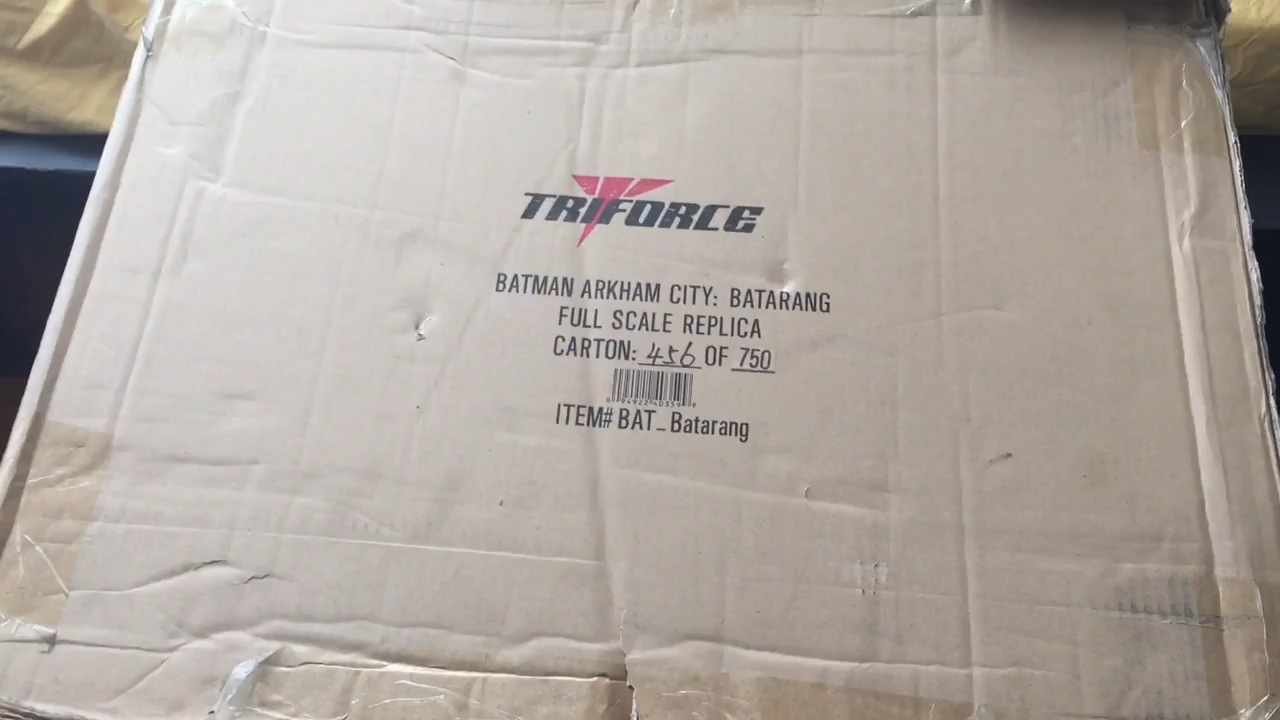 TRIFORCE
BATMAN ARKHAM CITY: BATARANG
FULL SCALE REPLICA
CARTON: 456 OF 750
ITEM# BAT_Batarang